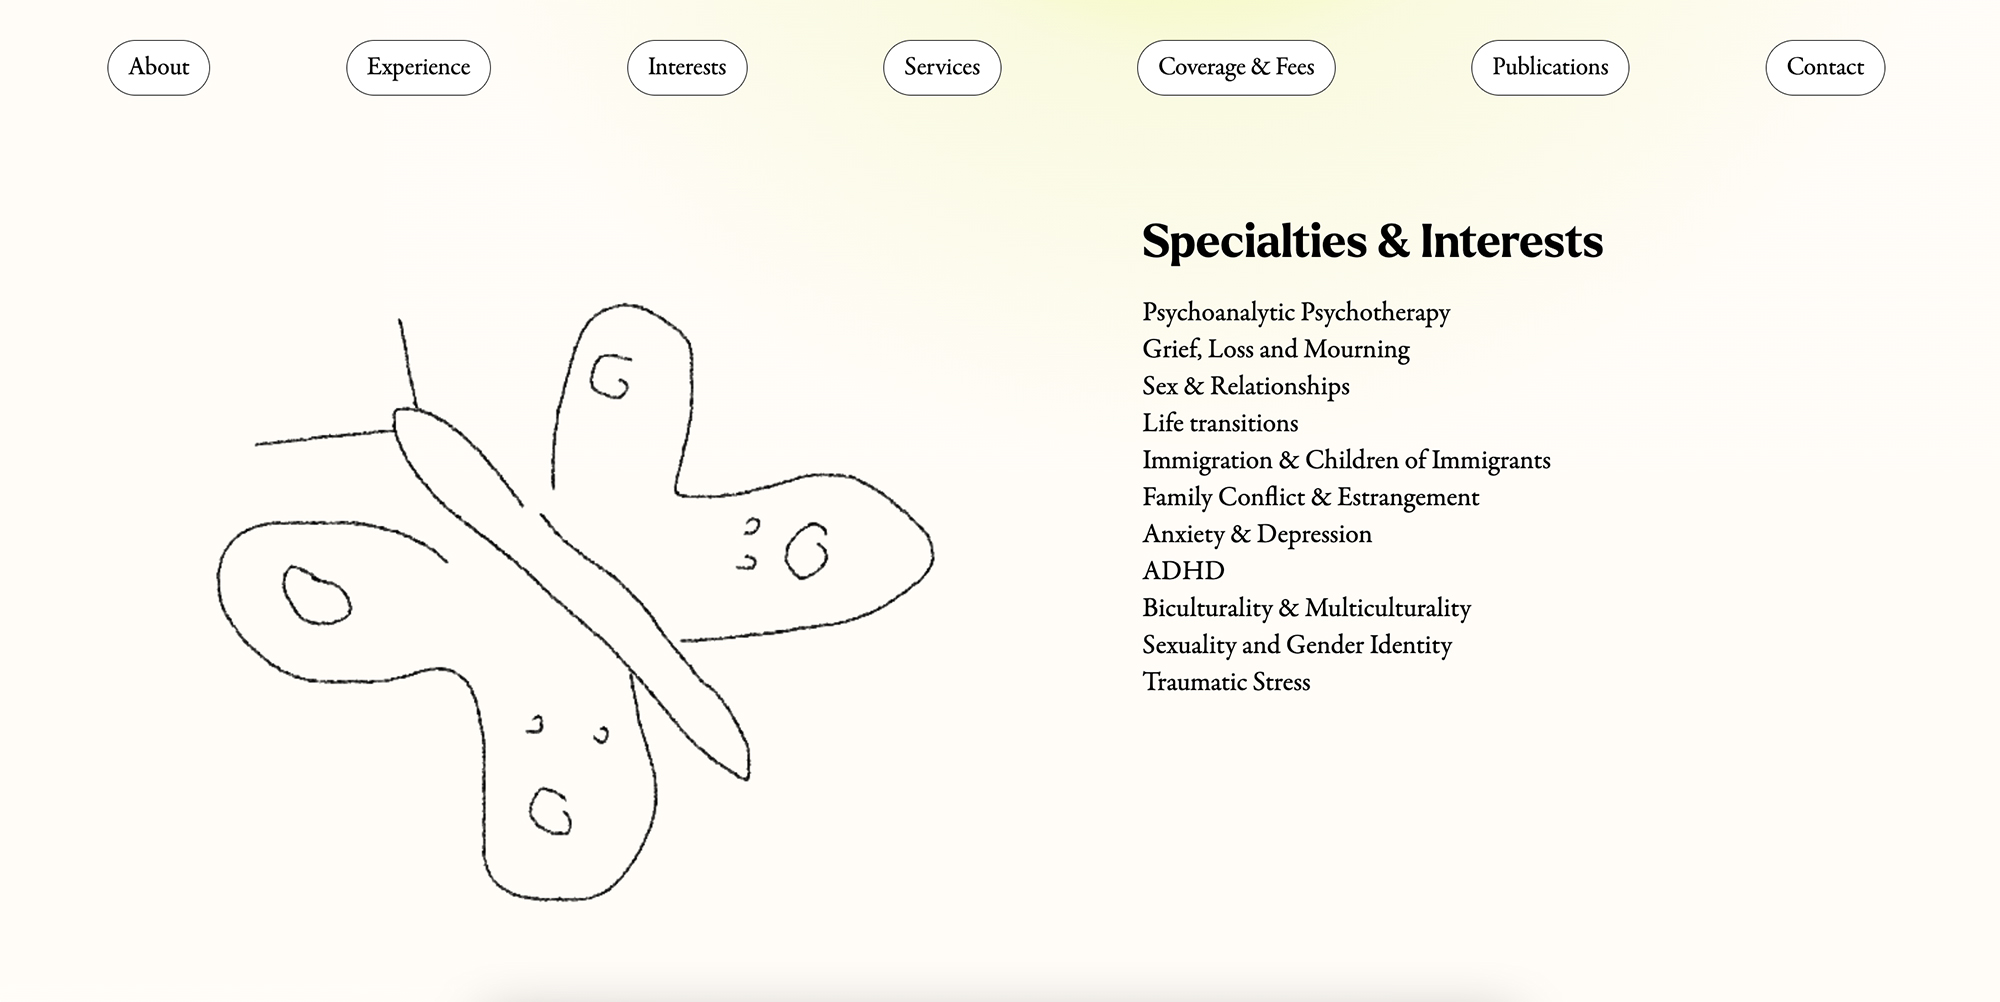 About
Experience
Interests
Services
Coverage & Fees
Publications
Contact
Specialties & Interests
Psychoanalytic Psychotherapy
Grief, Loss and Mourning
Sex & Relationships
Life transitions
Immigration & Children of Immigrants
Family Conflict & Estrangement
Anxiety & Depression
ADHD
Biculturality & Multiculturality
Sexuality and Gender Identity
Traumatic Stress